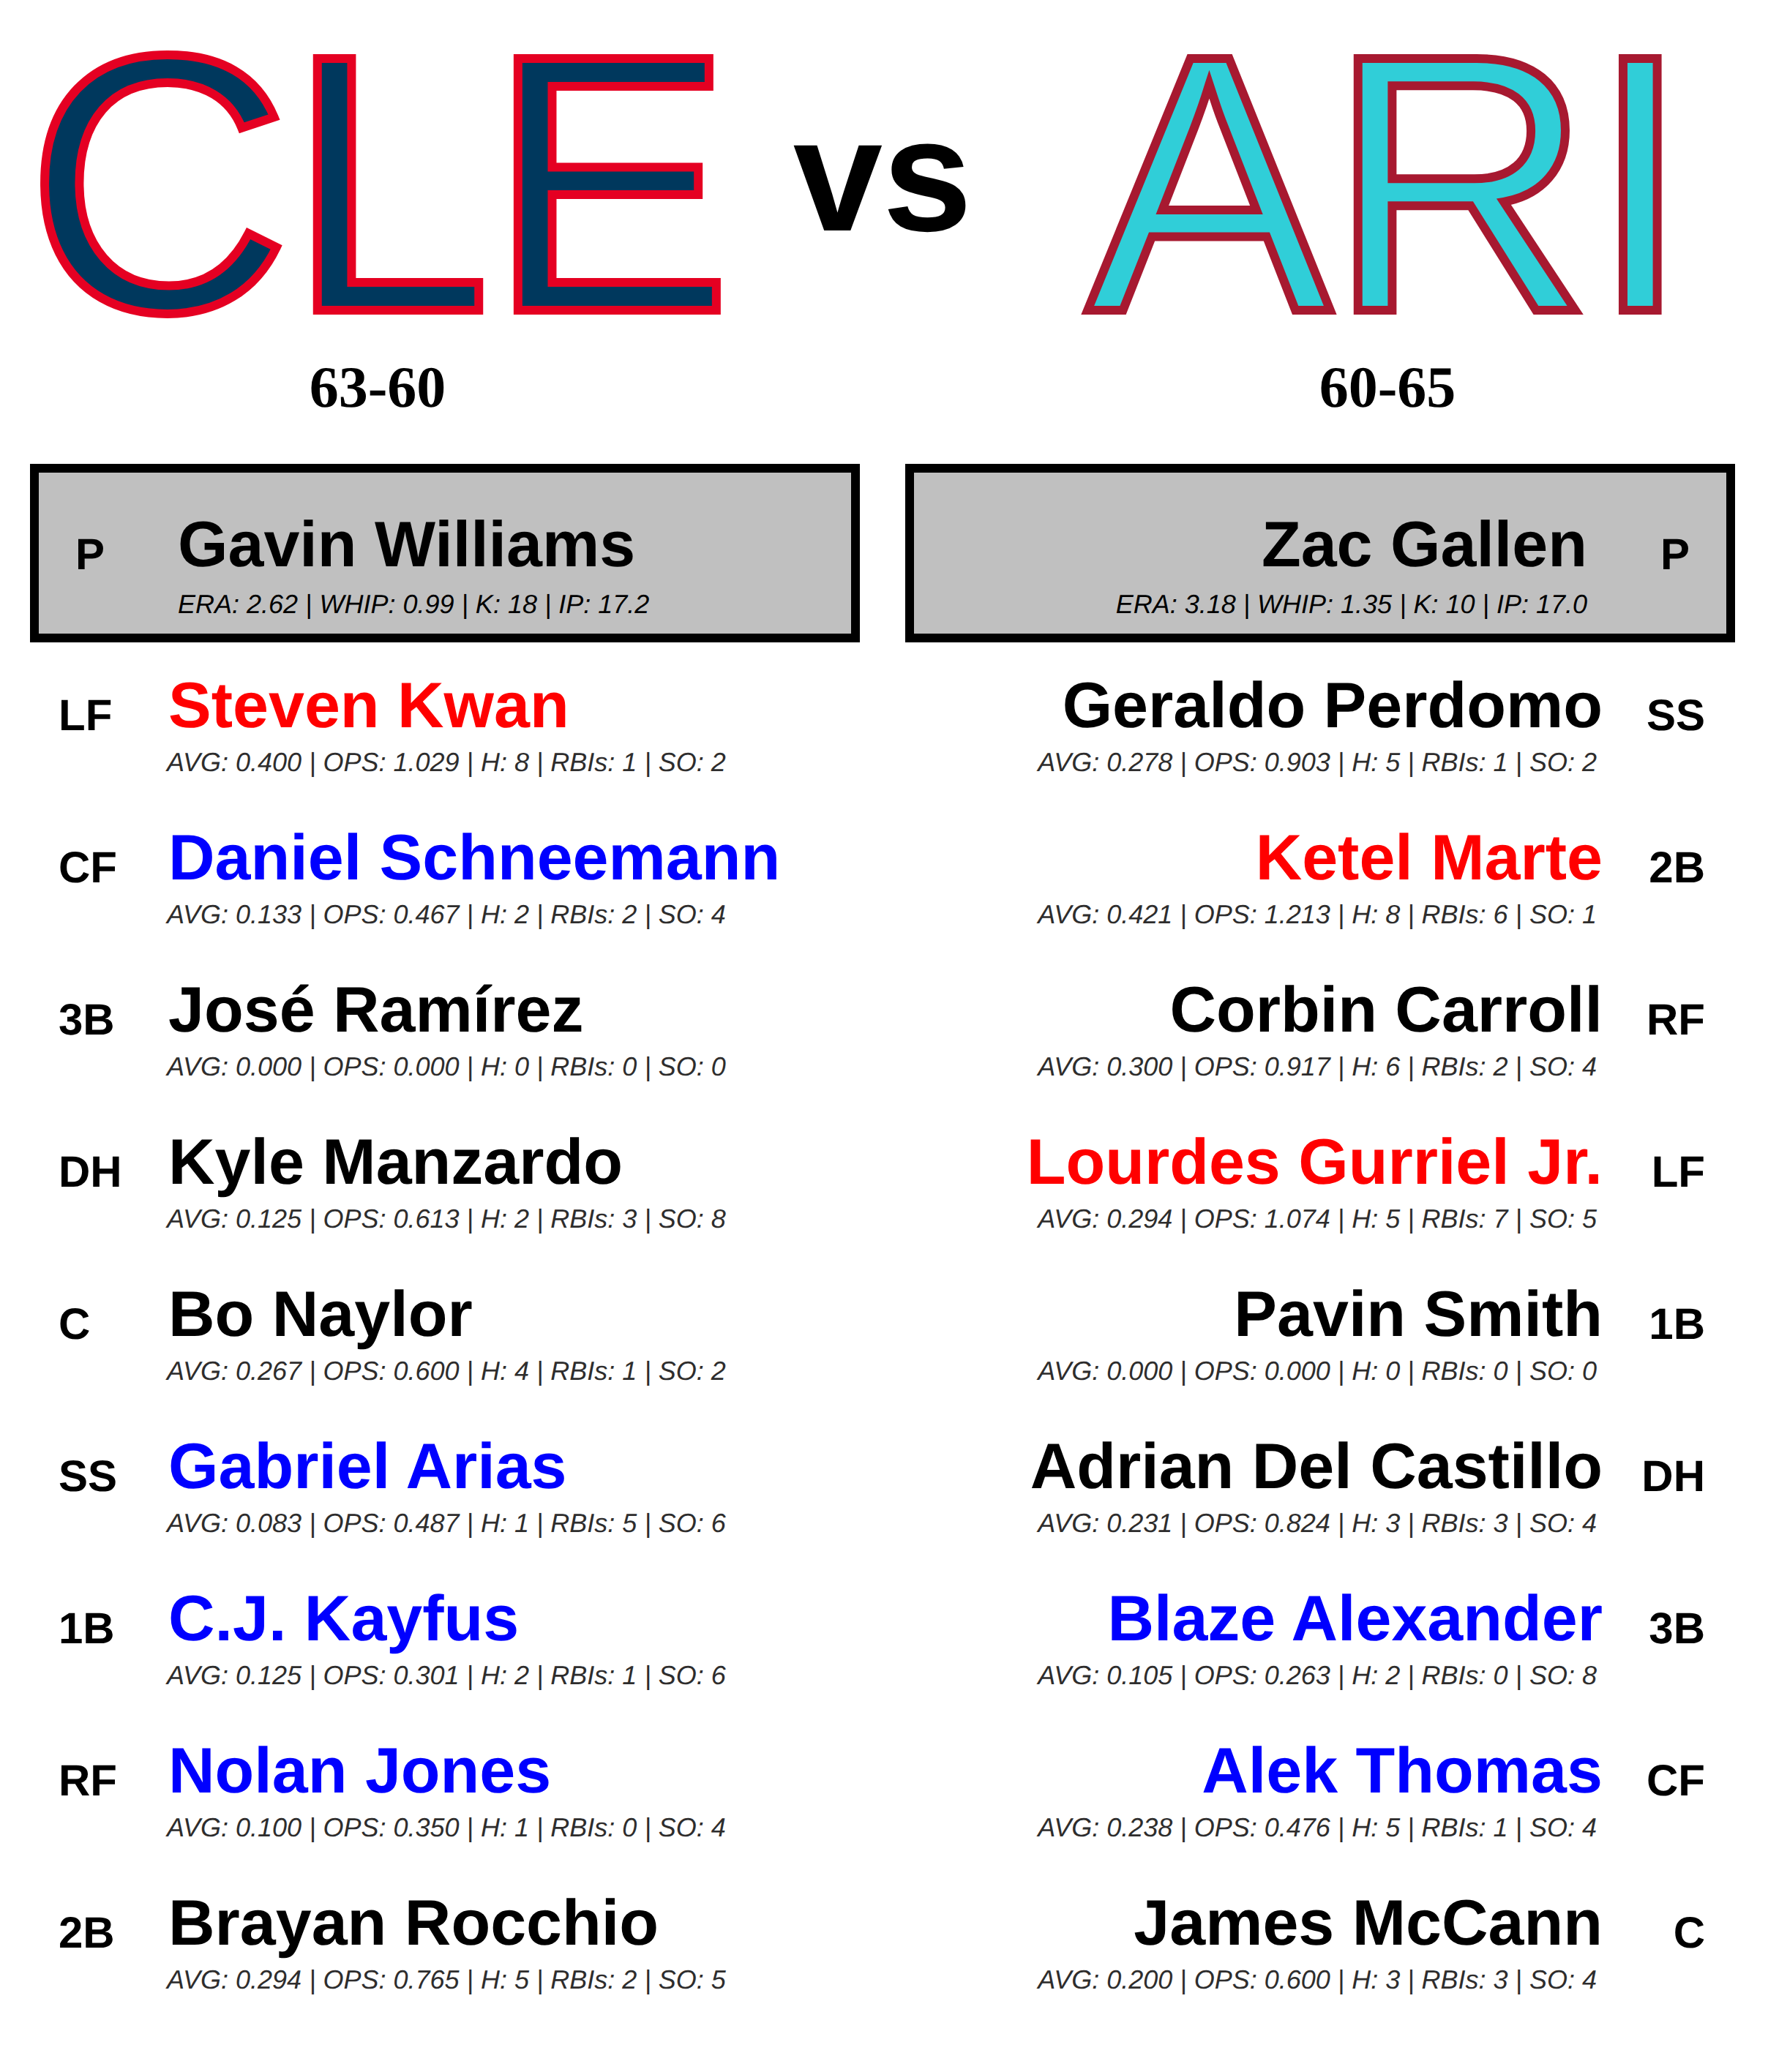 CLE vs ARI
63-60 60-65
P Gavin Williams
ERA: 2.62 | WHIP: 0.99 | K: 18 | IP: 17.2
Zac Gallen P
ERA: 3.18 | WHIP: 1.35 | K: 10 | IP: 17.0
LF Steven Kwan
AVG: 0.400 | OPS: 1.029 | H: 8 | RBIs: 1 | SO: 2
CF Daniel Schneemann
AVG: 0.133 | OPS: 0.467 | H: 2 | RBIs: 2 | SO: 4
3B José Ramírez
AVG: 0.000 | OPS: 0.000 | H: 0 | RBIs: 0 | SO: 0
DH Kyle Manzardo
AVG: 0.125 | OPS: 0.613 | H: 2 | RBIs: 3 | SO: 8
C Bo Naylor
AVG: 0.267 | OPS: 0.600 | H: 4 | RBIs: 1 | SO: 2
SS Gabriel Arias
AVG: 0.083 | OPS: 0.487 | H: 1 | RBIs: 5 | SO: 6
1B C.J. Kayfus
AVG: 0.125 | OPS: 0.301 | H: 2 | RBIs: 1 | SO: 6
RF Nolan Jones
AVG: 0.100 | OPS: 0.350 | H: 1 | RBIs: 0 | SO: 4
2B Brayan Rocchio
AVG: 0.294 | OPS: 0.765 | H: 5 | RBIs: 2 | SO: 5
Geraldo Perdomo SS
AVG: 0.278 | OPS: 0.903 | H: 5 | RBIs: 1 | SO: 2
Ketel Marte 2B
AVG: 0.421 | OPS: 1.213 | H: 8 | RBIs: 6 | SO: 1
Corbin Carroll RF
AVG: 0.300 | OPS: 0.917 | H: 6 | RBIs: 2 | SO: 4
Lourdes Gurriel Jr. LF
AVG: 0.294 | OPS: 1.074 | H: 5 | RBIs: 7 | SO: 5
Pavin Smith 1B
AVG: 0.000 | OPS: 0.000 | H: 0 | RBIs: 0 | SO: 0
Adrian Del Castillo DH
AVG: 0.231 | OPS: 0.824 | H: 3 | RBIs: 3 | SO: 4
Blaze Alexander 3B
AVG: 0.105 | OPS: 0.263 | H: 2 | RBIs: 0 | SO: 8
Alek Thomas CF
AVG: 0.238 | OPS: 0.476 | H: 5 | RBIs: 1 | SO: 4
James McCann C
AVG: 0.200 | OPS: 0.600 | H: 3 | RBIs: 3 | SO: 4